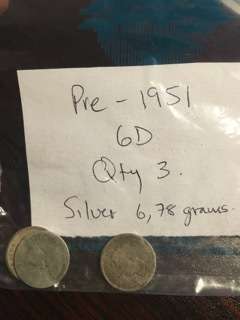 Pre - 1951
6D
Qty 3.
Silver 6,78 grams.